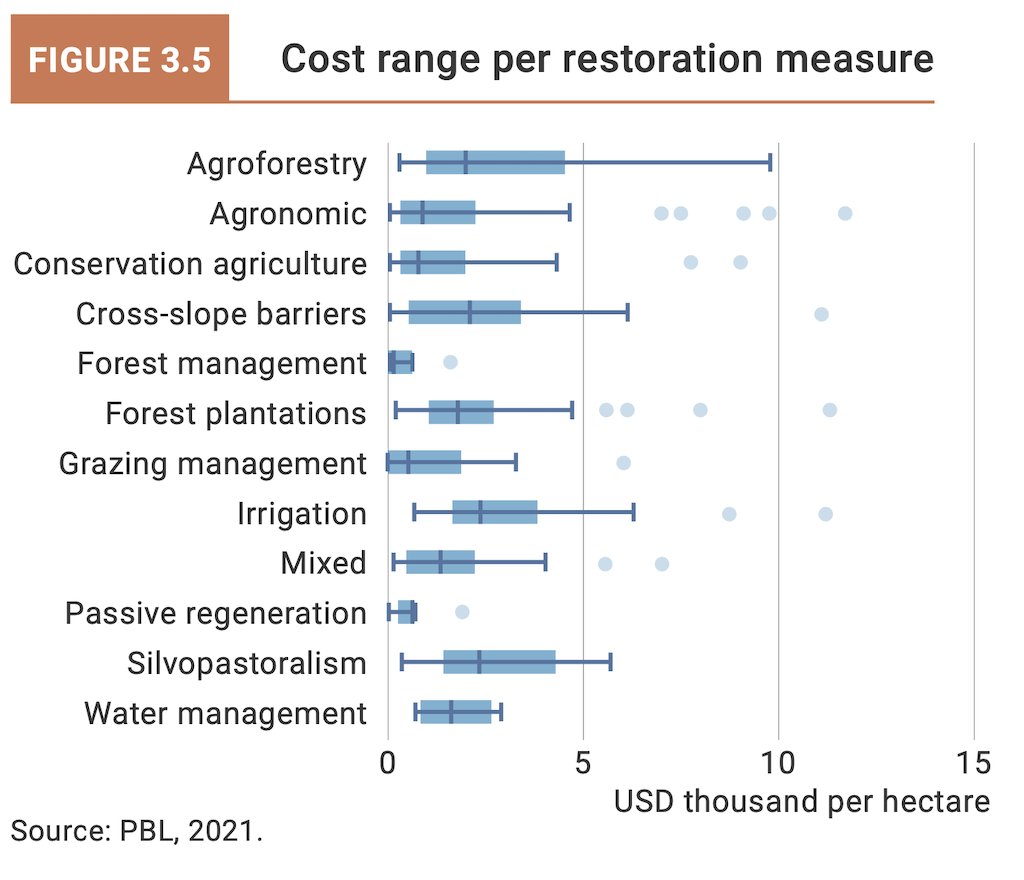 FIGURE 3.5
Cost range per restoration measure
Agroforestry
Agronomic
Conservation agriculture
Cross-slope barriers
Forest management
Forest plantations
Grazing management
Irrigation
Mixed
Passive regeneration
Silvopastoralism
Water management
0 5 10 15
USD thousand per hectare
Source: PBL, 2021.